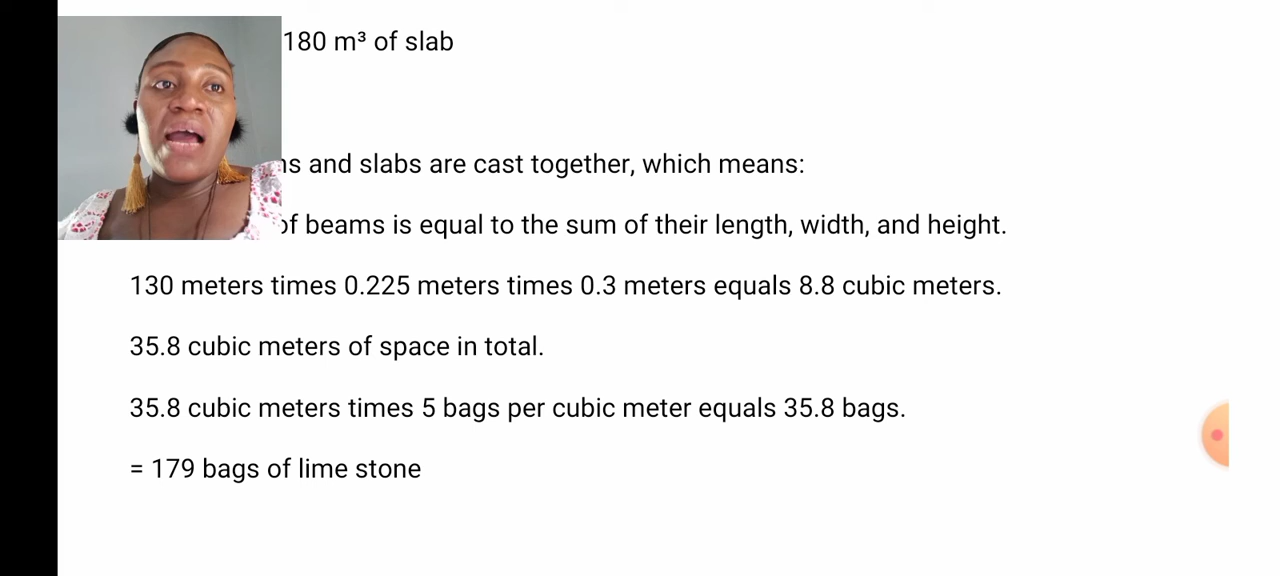 180 m³ of slab
and slabs are cast together, which means:
of beams is equal to the sum of their length, width, and height.
130 meters times 0.225 meters times 0.3 meters equals 8.8 cubic meters.
35.8 cubic meters of space in total.
35.8 cubic meters times 5 bags per cubic meter equals 35.8 bags.
= 179 bags of lime stone